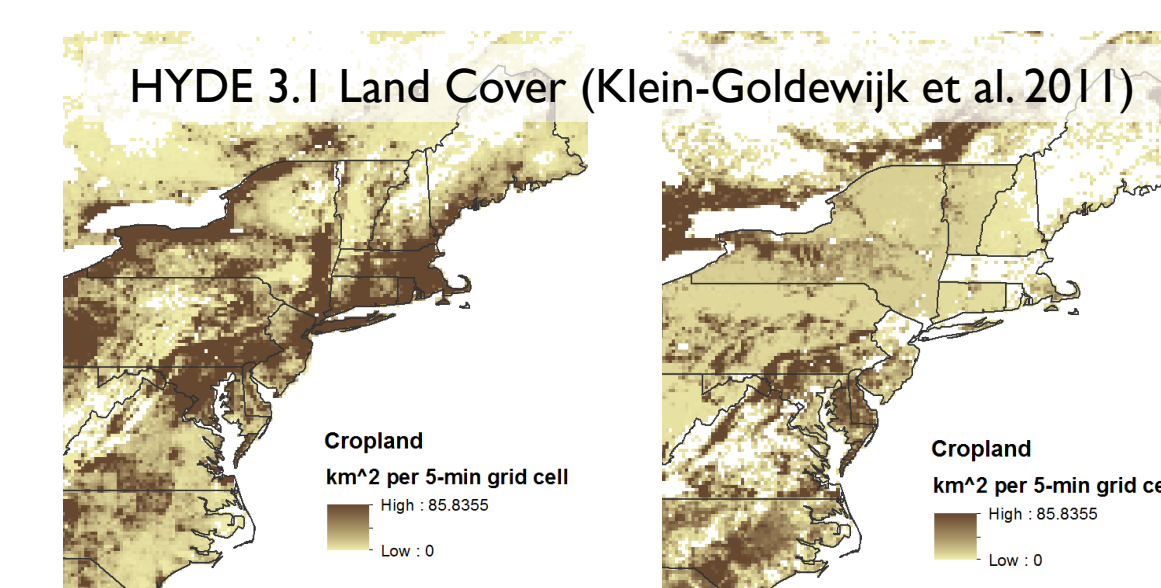 HYDE 3.1 Land Cover (Klein-Goldewijk et al. 2011)
Cropland
km^2 per 5-min grid cell
High : 85.8355
Low : 0
Cropland
km^2 per 5-min grid ce
High : 85.8355
Low : 0